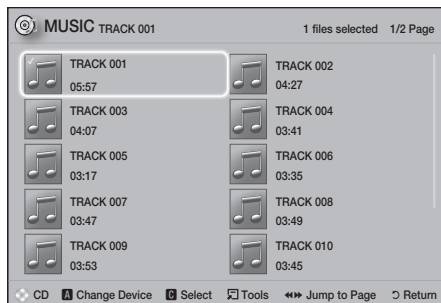 MUSIC TRACK 001 1 files selected 1/2 Page
TRACK 001 TRACK 002
05:57 04:27
TRACK 003 TRACK 004
04:07 03:41
TRACK 005 TRACK 006
03:17 03:35
TRACK 007 TRACK 008
03:47 03:49
TRACK 009 TRACK 010
03:53 03:45
CD A Change Device C Select Tools Jump to Page Return